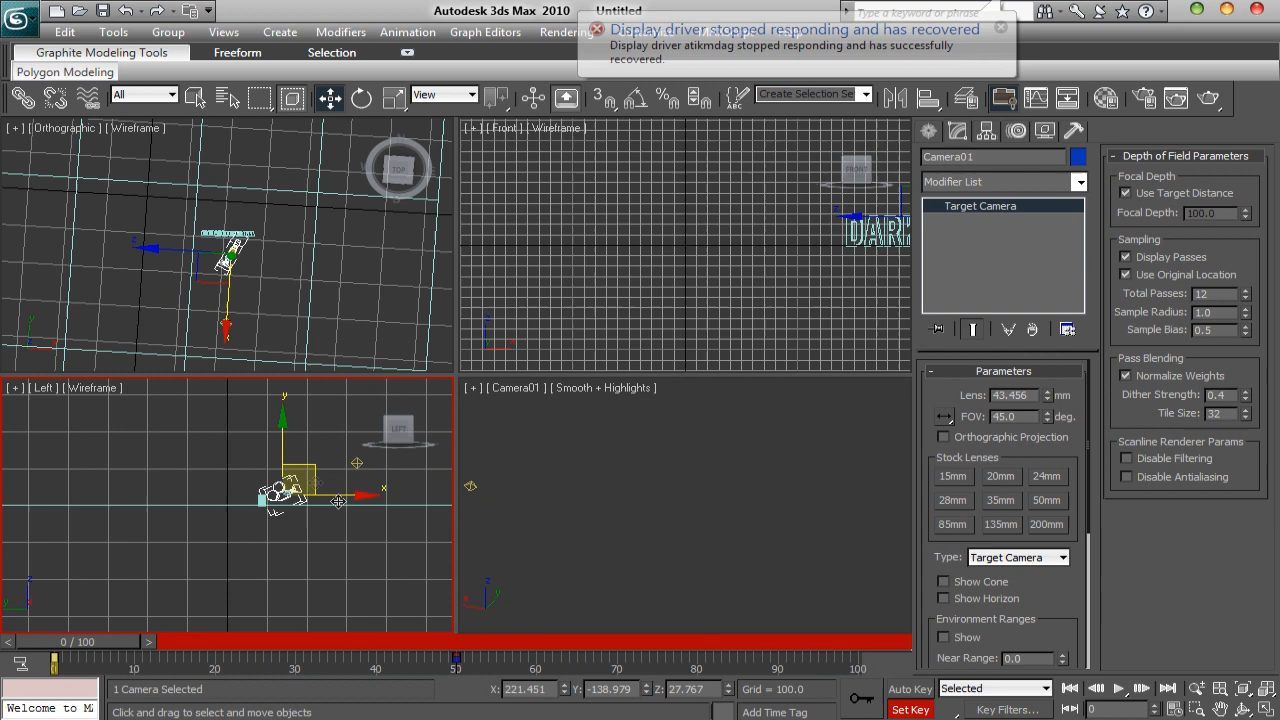 Autodesk 3ds Max 2010 Untitled
Type a keyword or phrase
Edit Tools Group Views Create Modifiers Animation Graph Editors Rendering
Display driver stopped responding and has recovered
Display driver atikmdag stopped responding and has successfully
recovered.
Graphite Modeling Tools Freeform Selection
Polygon Modeling
All View Create Selection Se
[ + ] [ Orthographic ] [ Wireframe ]
TOP
[ + ] [ Front ] [ Wireframe ]
FRONT
DARK
[ + ] [ Left ] [ Wireframe ]
LEFT
[ + ] [ Camera01 ] [ Smooth + Highlights ]
Camera01
Modifier List
Target Camera
Parameters
Lens: 43.456 mm
FOV: 45.0 deg.
Orthographic Projection
Stock Lenses
15mm 20mm 24mm
28mm 35mm 50mm
85mm 135mm 200mm
Type: Target Camera
Show Cone
Show Horizon
Environment Ranges
Show
Near Range: 0.0
Depth of Field Parameters
Focal Depth
Use Target Distance
Focal Depth: 100.0
Sampling
Display Passes
Use Original Location
Total Passes: 12
Sample Radius: 1.0
Sample Bias: 0.5
Pass Blending
Normalize Weights
Dither Strength: 0.4
Tile Size: 32
Scanline Renderer Params
Disable Filtering
Disable Antialiasing
< 0 / 100 >
10 20 30 40 50 60 70 80 90 100
1 Camera Selected X: 221.451 Y: -138.979 Z: 27.767 Grid = 100.0 Auto Key Selected
Welcome to MA Click and drag to select and move objects Add Time Tag Set Key Key Filters... 0